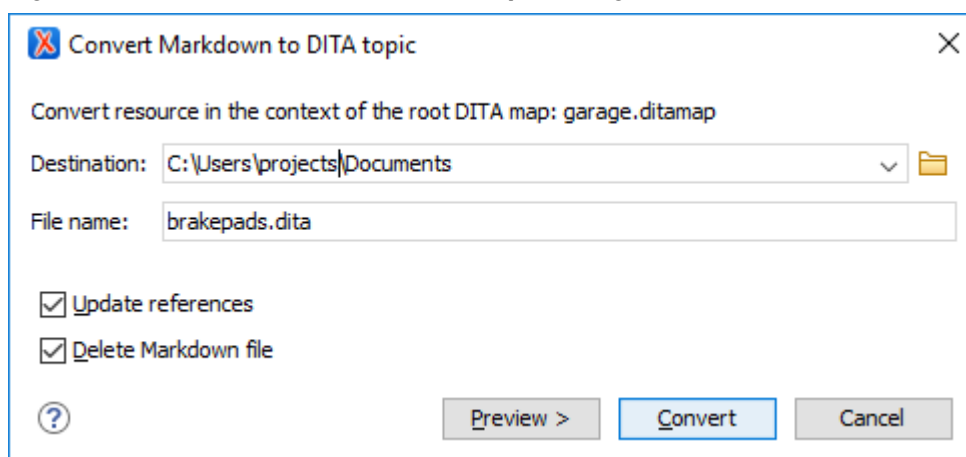 Convert Markdown to DITA topic
Convert resource in the context of the root DITA map: garage.ditamap
Destination: C:\Users\projects\Documents
File name: brakepads.dita
Update references
Delete Markdown file
Preview > Convert Cancel